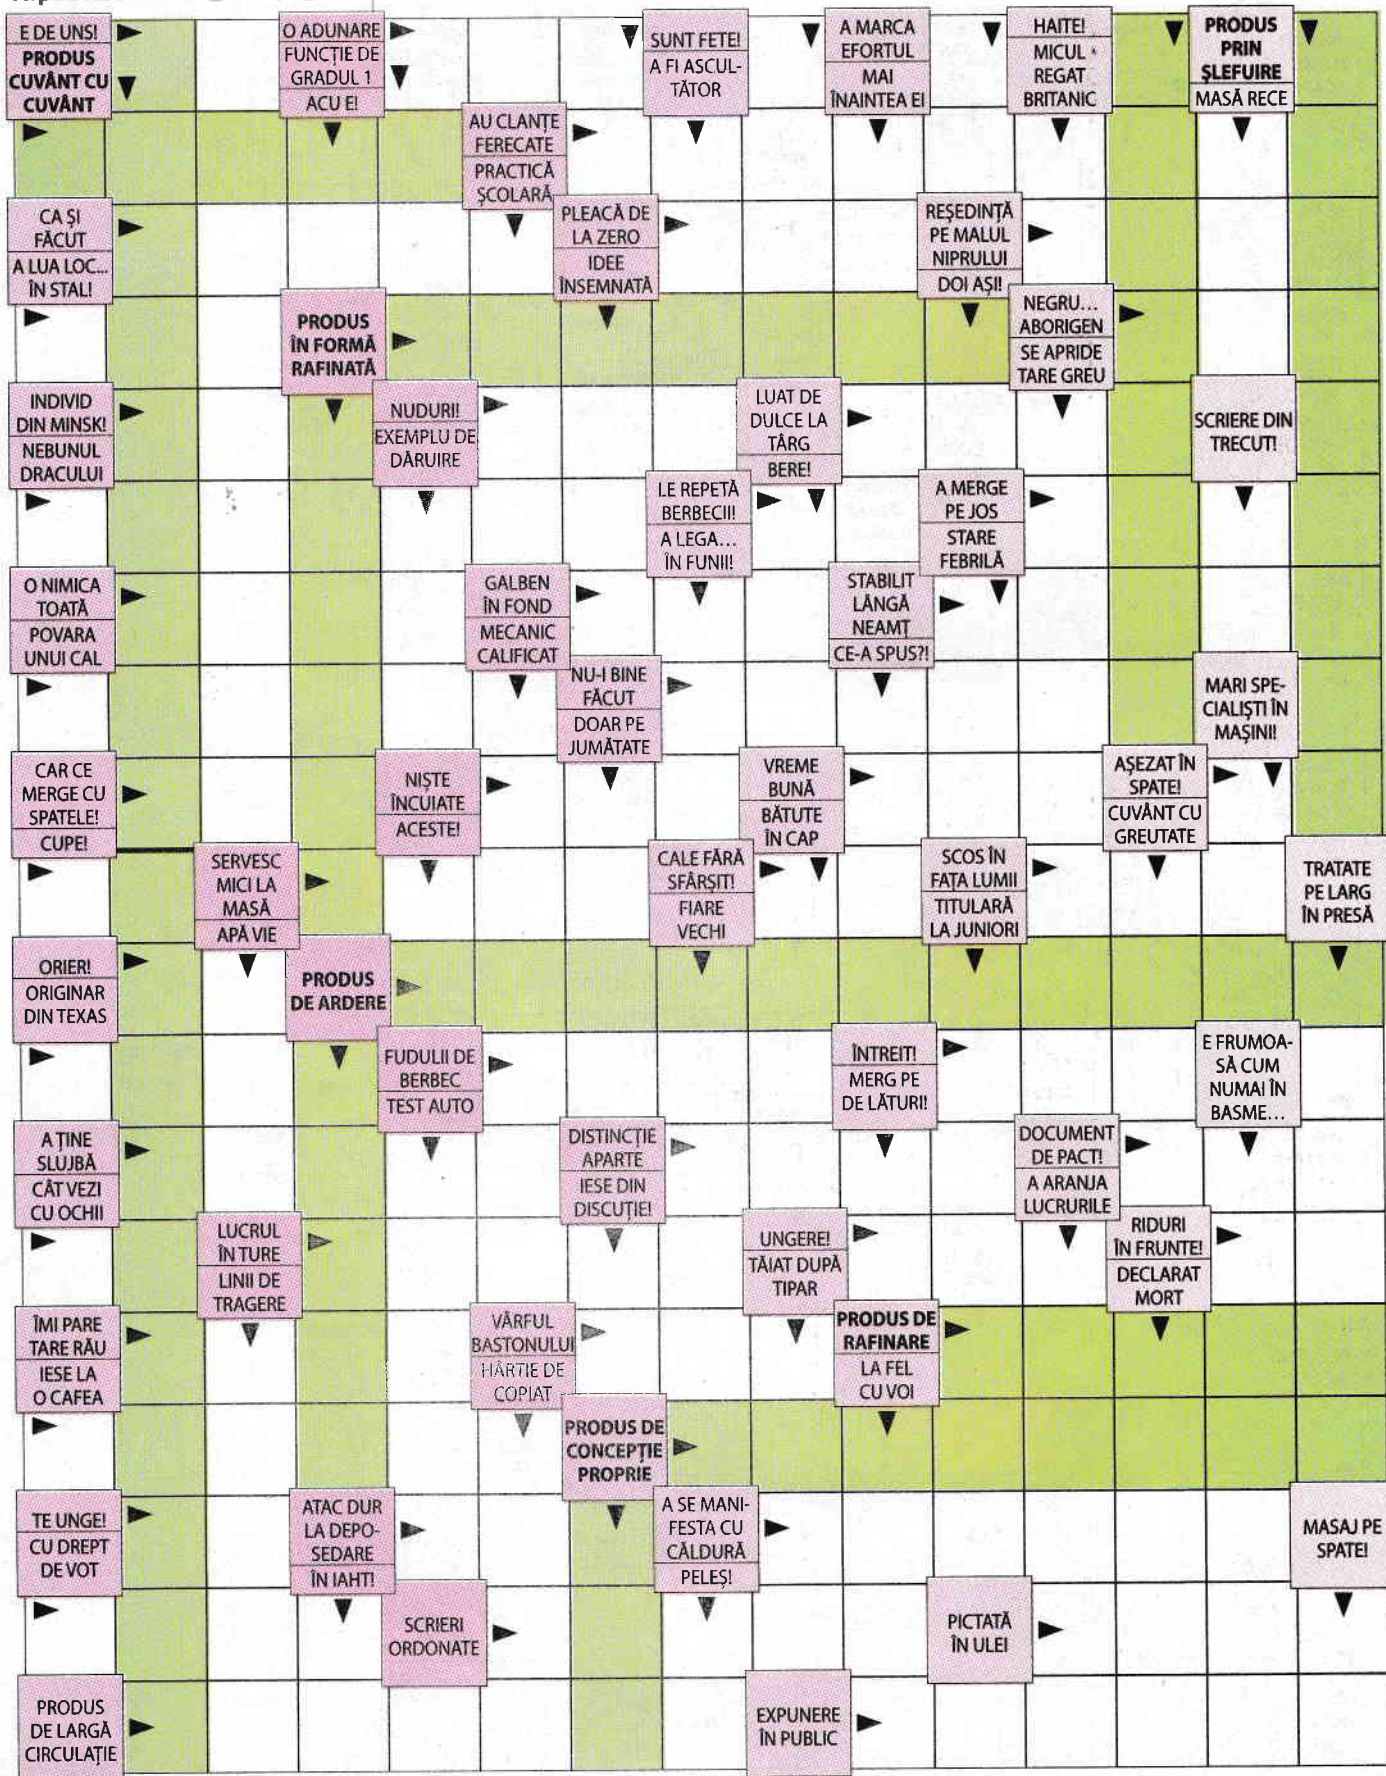 E DE UNS!
PRODUS
CUVÂNT CU
CUVÂNT
O ADUNARE
FUNCȚIE DE
GRADUL 1
ACU E!
SUNT FETE!
A FI ASCUL-
TĂTOR
A MARCA
EFORTUL
MAI
ÎNAINTEA EI
HAITE!
MICUL
REGAT
BRITANIC
PRODUS
PRIN
ȘLEFUIRE
MASĂ RECE
AU CLANȚE
FERECATE
PRACTICĂ
ȘCOLARĂ
CA ȘI
FĂCUT
A LUA LOC...
ÎN STAL!
PLEACĂ DE
LA ZERO
IDEE
ÎNSEMNATĂ
REȘEDINȚĂ
PE MALUL
NIPRULUI
DOI AȘI!
PRODUS
ÎN FORMĂ
RAFINATĂ
NEGRU...
ABORIGEN
SE APRIDE
TARE GREU
INDIVID
DIN MINSK!
NEBUNUL
DRACULUI
NUDURI!
EXEMPLU DE
DĂRUIRE
LUAT DE
DULCE LA
TÂRG
BERE!
SCRIERE DIN
TRECUT!
LE REPETĂ
BERBECII!
A LEGA...
ÎN FUNII!
A MERGE
PE JOS
STARE
FEBRILĂ
O NIMICA
TOATĂ
POVARA
UNUI CAL
GALBEN
ÎN FOND
MECANIC
CALIFICAT
STABILIT
LÂNGĂ
NEAMȚ
CE-A SPUS?!
NU-I BINE
FĂCUT
DOAR PE
JUMĂTATE
MARI SPE-
CIALIȘTI ÎN
MAȘINI!
CAR CE
MERGE CU
SPATELE!
CUPE!
NIȘTE
ÎNCUIATE
ACESTE!
VREME
BUNĂ
BĂTUTE
ÎN CAP
AȘEZAT ÎN
SPATE!
CUVÂNT CU
GREUTATE
SERVESC
MICI LA
MASĂ
APĂ VIE
CALE FĂRĂ
SFÂRȘIT!
FIARE
VECHI
SCOS ÎN
FAȚA LUMII
TITULARĂ
LA JUNIORI
TRATATE
PE LARG
ÎN PRESĂ
ORIER!
ORIGINAR
DIN TEXAS
PRODUS
DE ARDERE
FUDULII DE
BERBEC
TEST AUTO
ÎNTREIT!
MERG PE
DE LĂTURI!
E FRUMOA-
SĂ CUM
NUMAI ÎN
BASME...
A ȚINE
SLUJBĂ
CÂT VEZI
CU OCHII
DISTINCȚIE
APARTE
IESE DIN
DISCUȚIE!
DOCUMENT
DE PACT!
A ARANJA
LUCRURILE
LUCRUL
ÎN TURE
LINII DE
TRAGERE
UNGERE!
TĂIAT DUPĂ
TIPAR
RIDURI
ÎN FRUNTE!
DECLARAT
MORT
ÎMI PARE
TARE RĂU
IESE LA
O CAFEA
VÂRFUL
BASTONULUI
HÂRTIE DE
COPIAT
PRODUS DE
RAFINARE
LA FEL
CU VOI
PRODUS DE
CONCEPȚIE
PROPRIE
TE UNGE!
CU DREPT
DE VOT
ATAC DUR
LA DEPO-
SEDARE
ÎN IAHT!
A SE MANI-
FESTA CU
CĂLDURĂ
PELEȘ!
MASAJ PE
SPATE!
SCRIERI
ORDONATE
PICTATĂ
ÎN ULEI
PRODUS
DE LARGĂ
CIRCULAȚIE
EXPUNERE
ÎN PUBLIC